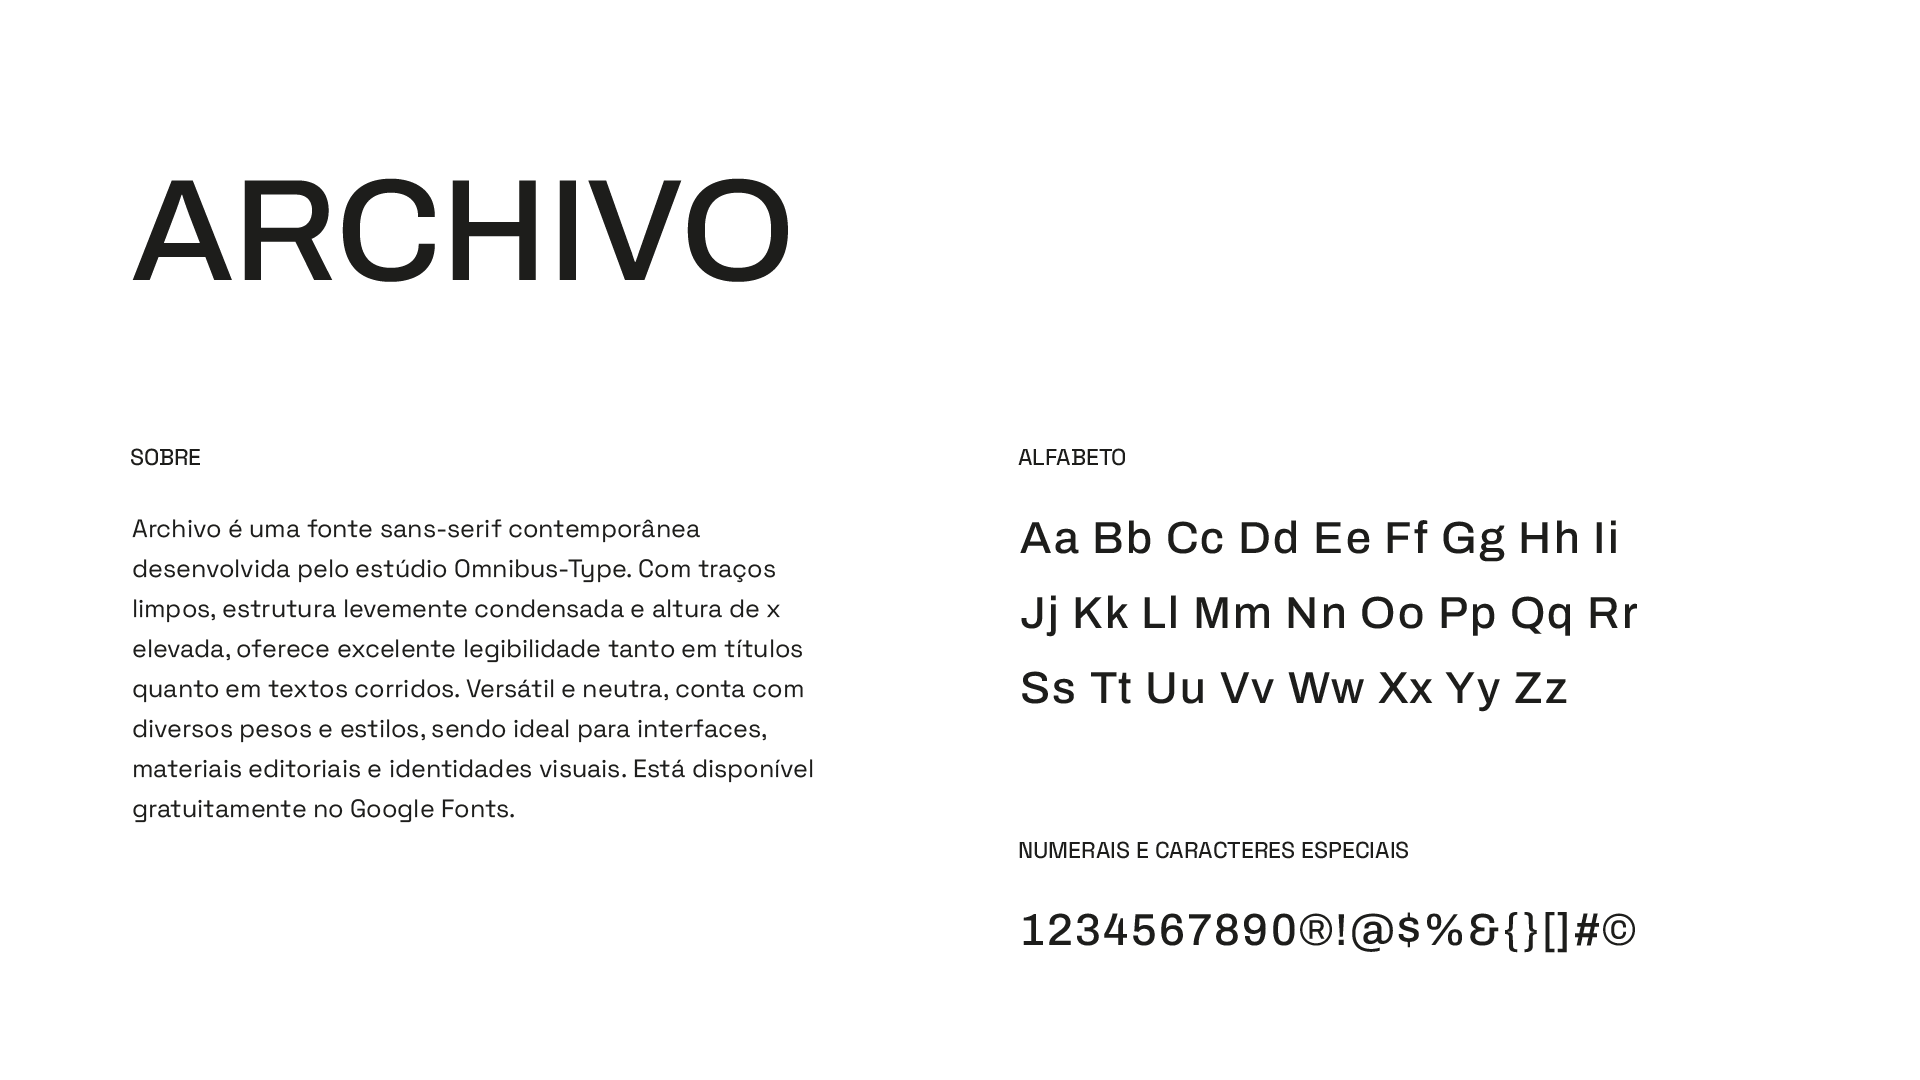 ARCHIVO
SOBRE
Archivo é uma fonte sans-serif contemporânea
desenvolvida pelo estúdio Omnibus-Type. Com traços
limpos, estrutura levemente condensada e altura de x
elevada, oferece excelente legibilidade tanto em títulos
quanto em textos corridos. Versátil e neutra, conta com
diversos pesos e estilos, sendo ideal para interfaces,
materiais editoriais e identidades visuais. Está disponível
gratuitamente no Google Fonts.
ALFABETO
Aa Bb Cc Dd Ee Ff Gg Hh Ii
Jj Kk Ll Mm Nn Oo Pp Qq Rr
Ss Tt Uu Vv Ww Xx Yy Zz
NUMERAIS E CARACTERES ESPECIAIS
1234567890®!@$%&{}[]#©